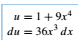 u = 1 + 9x⁴
du = 36x³ dx